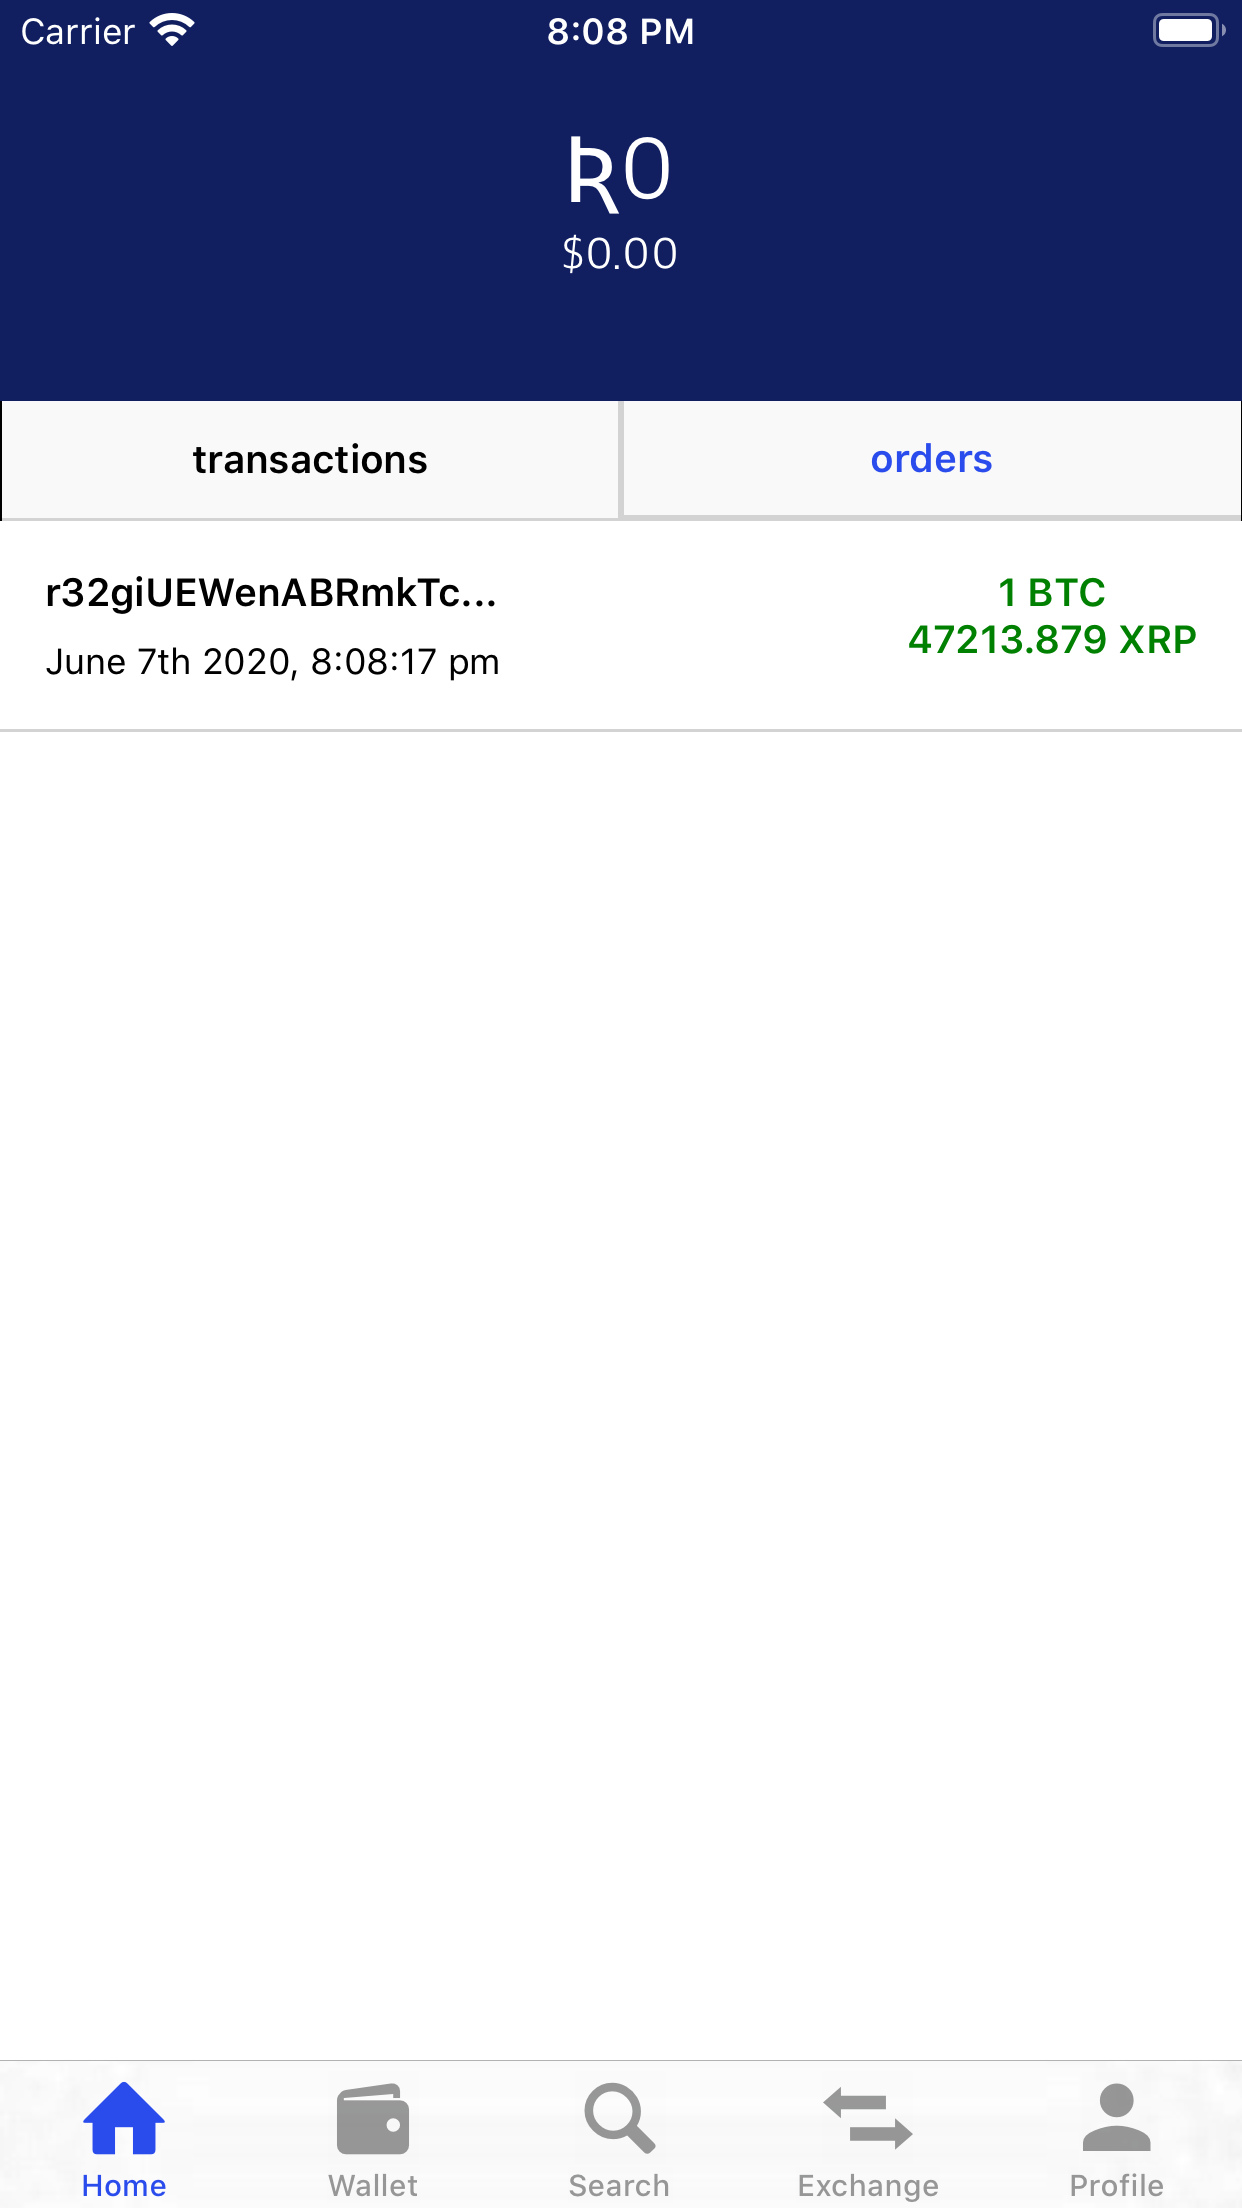 Carrier 8:08 PM
Ʀ0
$0.00
transactions orders
r32giUEWenABRmkTc... 1 BTC
47213.879 XRP
June 7th 2020, 8:08:17 pm
Home Wallet Search Exchange Profile